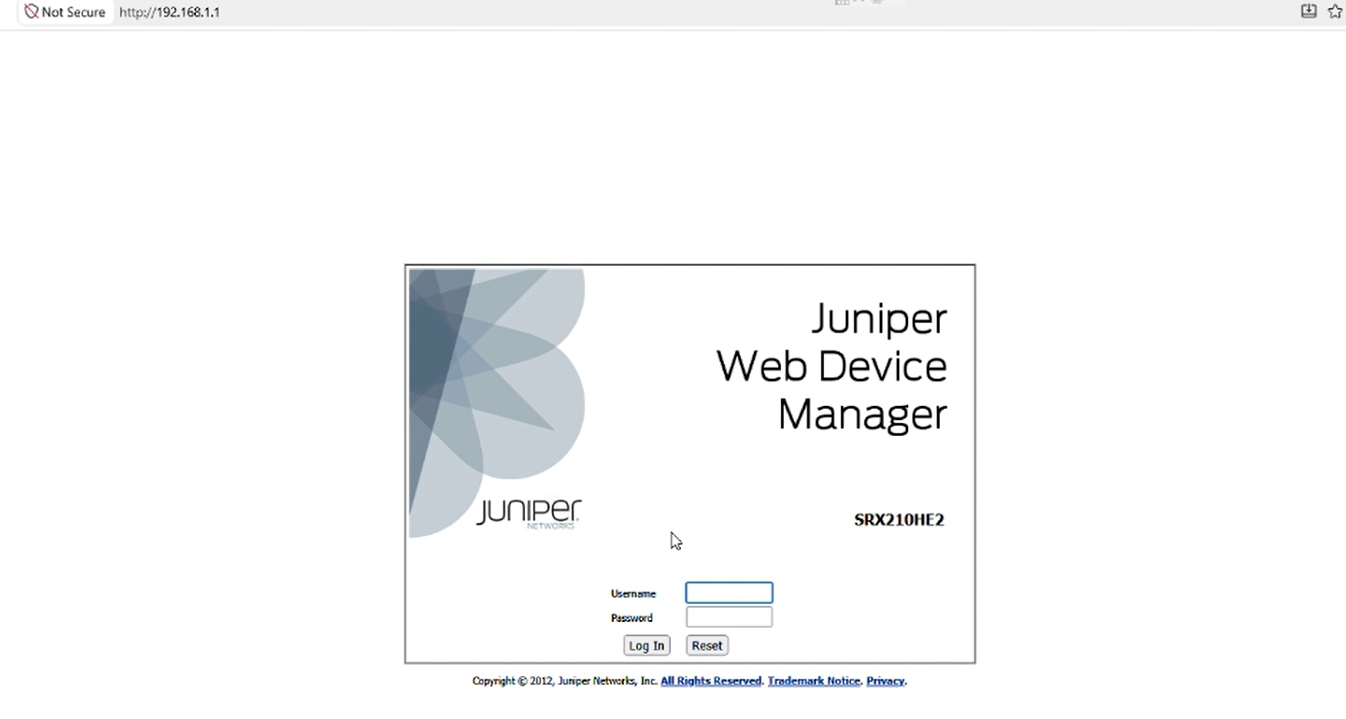 Not Secure http://192.168.1.1
Juniper
Web Device
Manager
JUNIPER
NETWORKS
SRX210HE2
Username
Password
Log In Reset
Copyright © 2012, Juniper Networks, Inc. All Rights Reserved. Trademark Notice. Privacy.